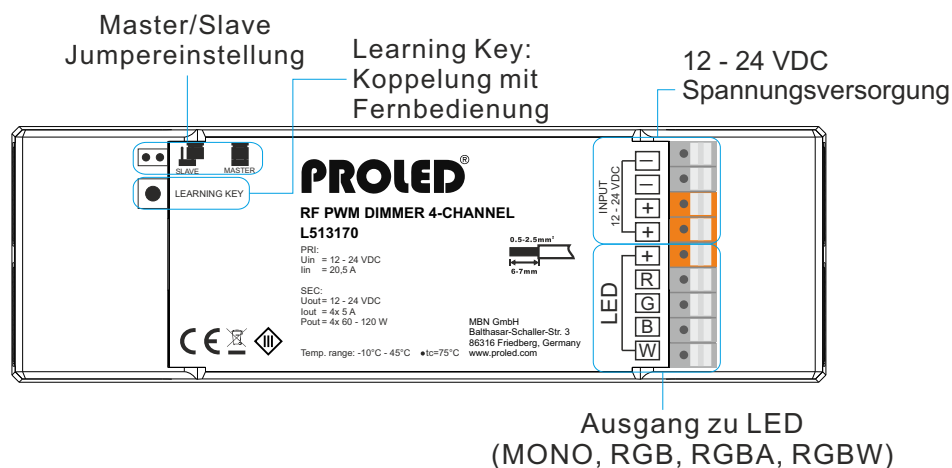 Master/Slave
Jumpereinstellung
Learning Key:
Koppelung mit
Fernbedienung
12 - 24 VDC
Spannungsversorgung
SLAVE
MASTER
LEARNING KEY
PROLED®
RF PWM DIMMER 4-CHANNEL
L513170
PRI:
Uin = 12 - 24 VDC
Iin = 20,5 A
SEC:
Uout = 12 - 24 VDC
Iout = 4x 5 A
Pout = 4x 60 - 120 W
Temp. range: -10°C - 45°C ●tc=75°C
0.5-2.5mm²
6-7mm
MBN GmbH
Balthasar-Schaller-Str. 3
86316 Friedberg, Germany
www.proled.com
CE
III
INPUT
12 - 24 VDC
−
−
+
+
LED
+
R
G
B
W
Ausgang zu LED
(MONO, RGB, RGBA, RGBW)